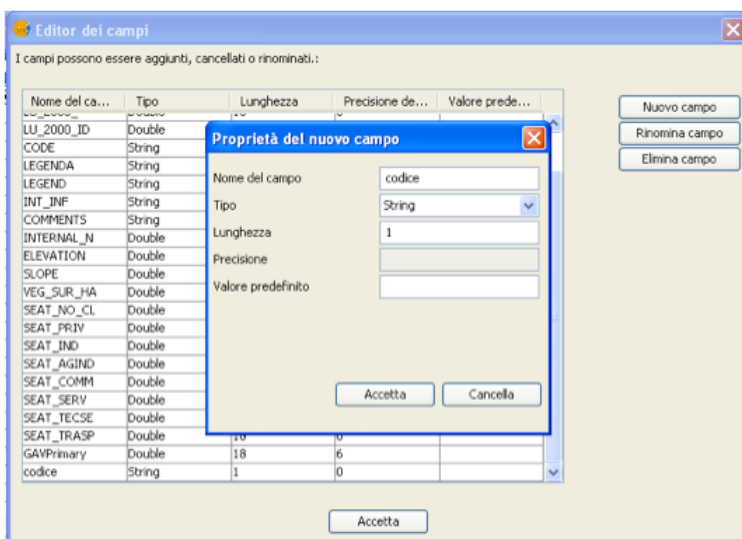 Editor dei campi
I campi possono essere aggiunti, cancellati o rinominati.:
Nome del ca... Tipo Lunghezza Precisione de... Valore prede...
LU_2000_ID Double
CODE String
LEGENDA String
LEGEND String
INT_INF String
COMMENTS String
INTERNAL_N Double
ELEVATION Double
SLOPE Double
VEG_SUR_HA Double
SEAT_NO_CL Double
SEAT_PRIV Double
SEAT_IND Double
SEAT_AGIND Double
SEAT_COMM Double
SEAT_SERV Double
SEAT_TECSE Double
SEAT_TRASP Double
GAVPrimary Double 18 6
codice String 1 0
Proprietà del nuovo campo
Nome del campo codice
Tipo String
Lunghezza 1
Precisione
Valore predefinito
Accetta Cancella
Nuovo campo
Rinomina campo
Elimina campo
Accetta